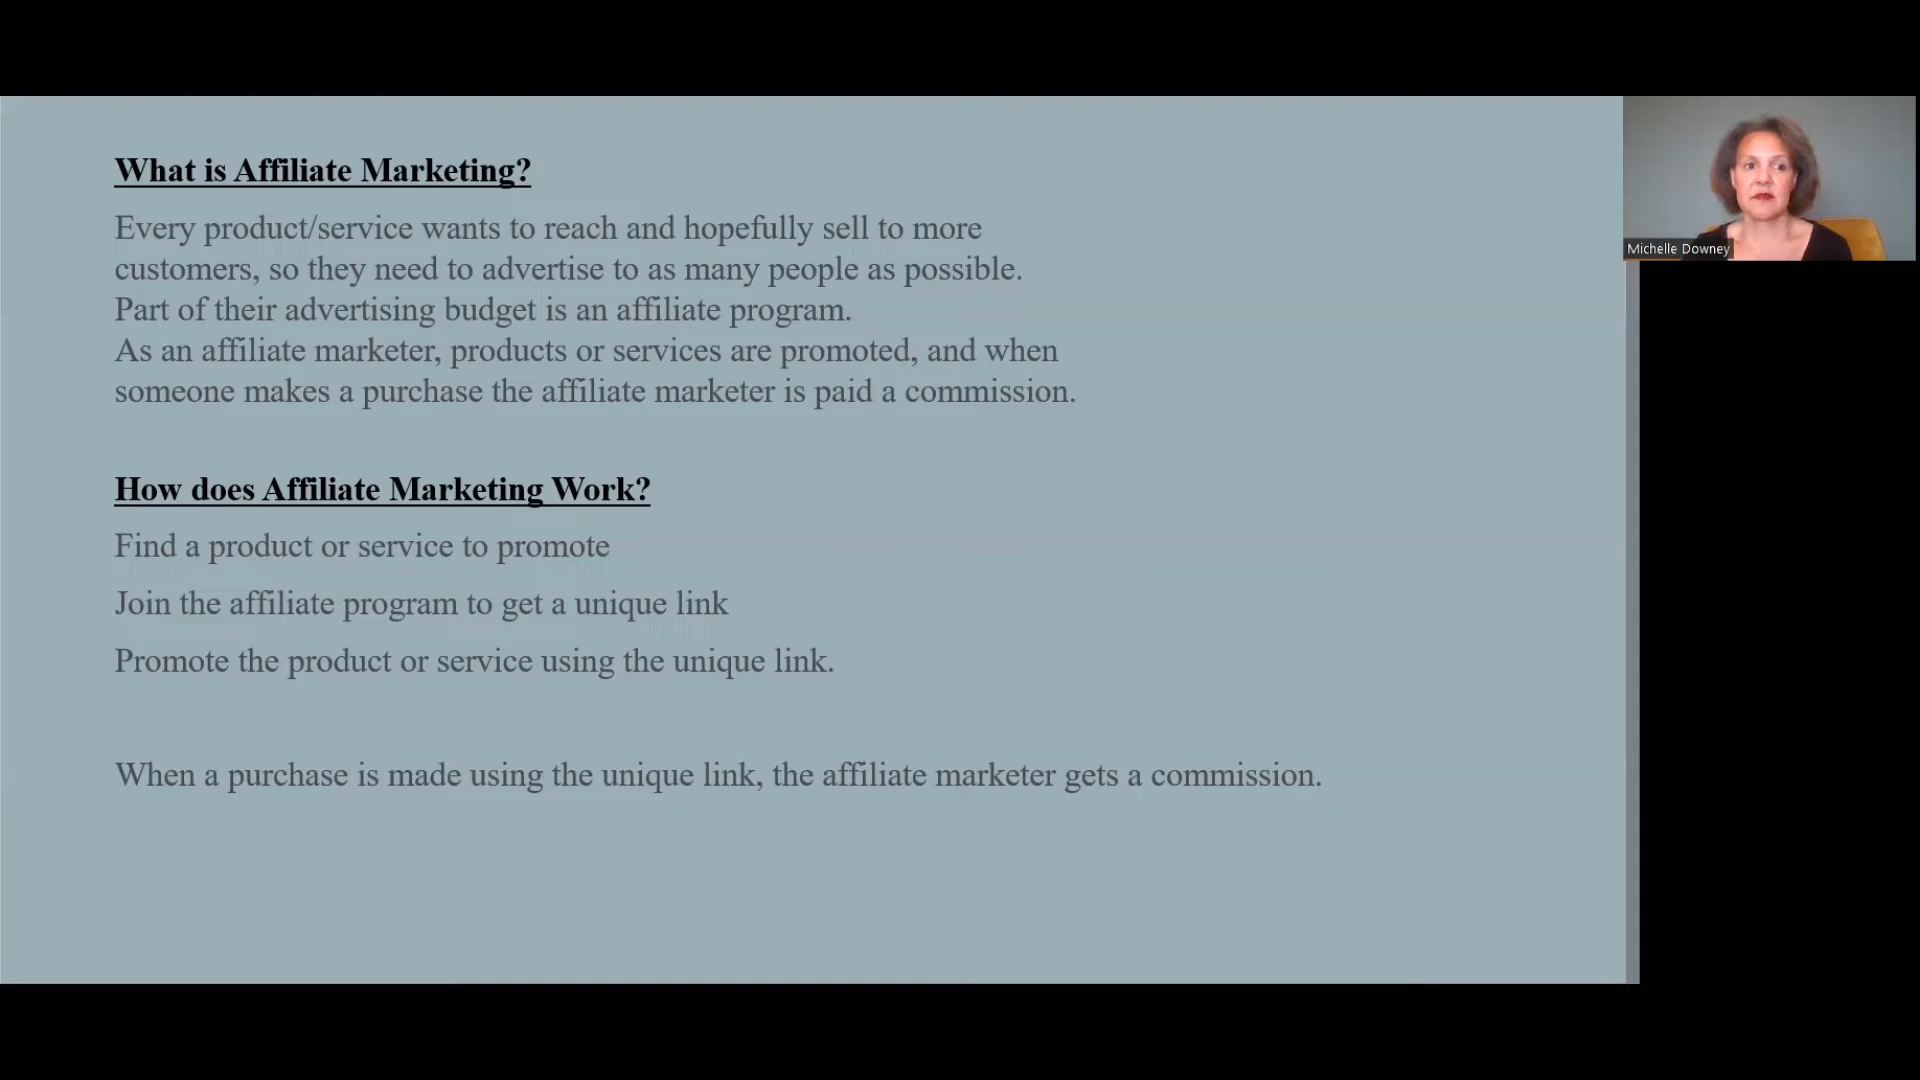 What is Affiliate Marketing?
Every product/service wants to reach and hopefully sell to more
customers, so they need to advertise to as many people as possible.
Part of their advertising budget is an affiliate program.
As an affiliate marketer, products or services are promoted, and when
someone makes a purchase the affiliate marketer is paid a commission.
How does Affiliate Marketing Work?
Find a product or service to promote
Join the affiliate program to get a unique link
Promote the product or service using the unique link.
When a purchase is made using the unique link, the affiliate marketer gets a commission.
Michelle Downey